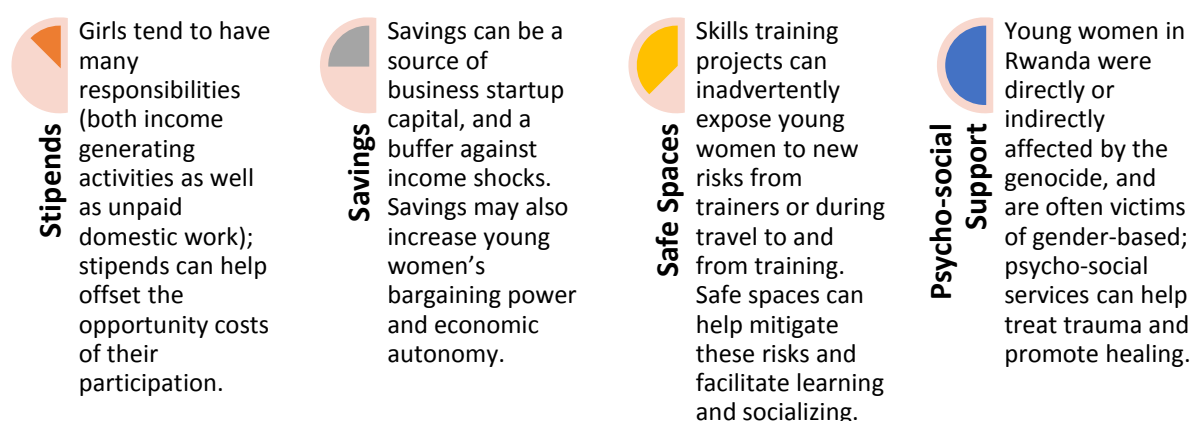 Stipends
Girls tend to have
many
responsibilities
(both income
generating
activities as well
as unpaid
domestic work);
stipends can help
offset the
opportunity costs
of their
participation.
Savings
Savings can be a
source of
business startup
capital, and a
buffer against
income shocks.
Savings may also
increase young
women’s
bargaining power
and economic
autonomy.
Safe Spaces
Skills training
projects can
inadvertently
expose young
women to new
risks from
trainers or during
travel to and
from training.
Safe spaces can
help mitigate
these risks and
facilitate learning
and socializing.
Psycho-social
Support
Young women in
Rwanda were
directly or
indirectly
affected by the
genocide, and
are often victims
of gender-based;
psycho-social
services can help
treat trauma and
promote healing.